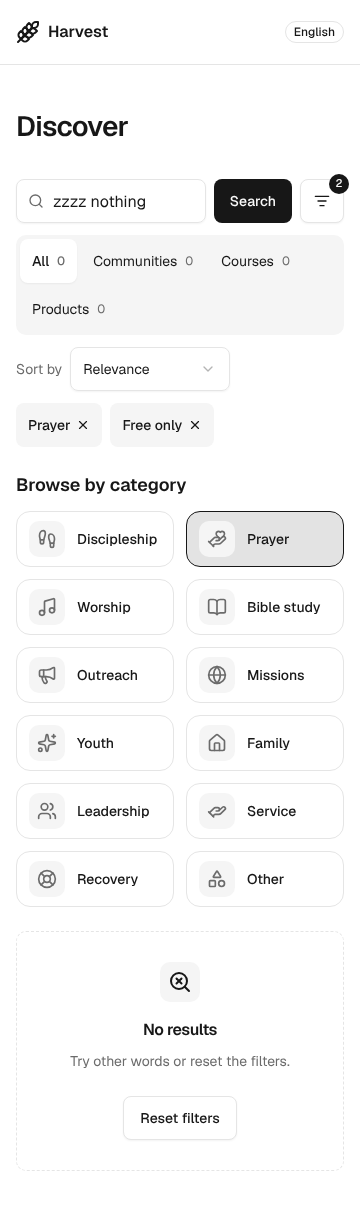 Harvest
English
Discover
zzzz nothing
Search
2
All 0
Communities 0
Courses 0
Products 0
Sort by
Relevance
Prayer
Free only
Browse by category
Discipleship
Prayer
Worship
Bible study
Outreach
Missions
Youth
Family
Leadership
Service
Recovery
Other
No results
Try other words or reset the filters.
Reset filters